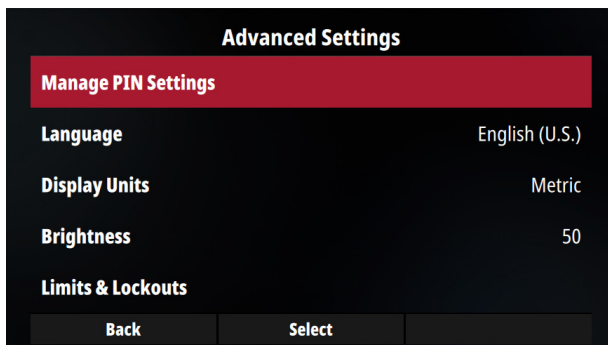 Advanced Settings
Manage PIN Settings
Language English (U.S.)
Display Units Metric
Brightness 50
Limits & Lockouts
Back Select